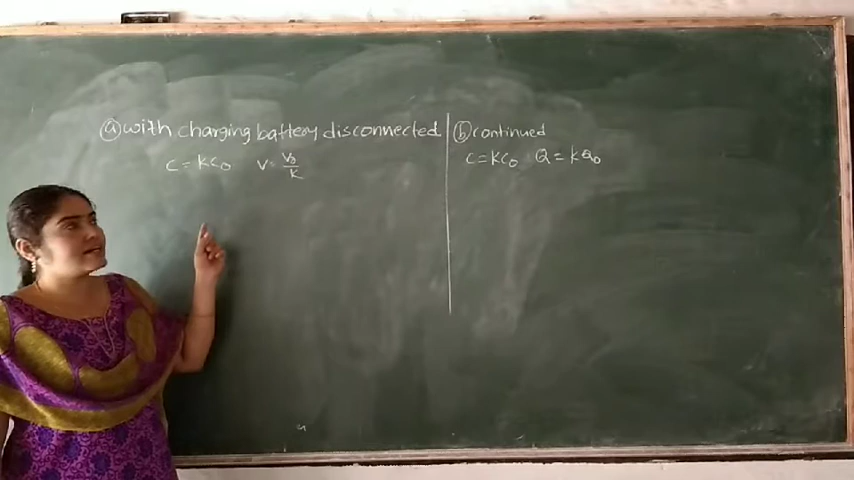 ⓐ with charging battery disconnected
C = KC₀ V = V₀/K
ⓑ continued
C = KC₀ Q = KQ₀